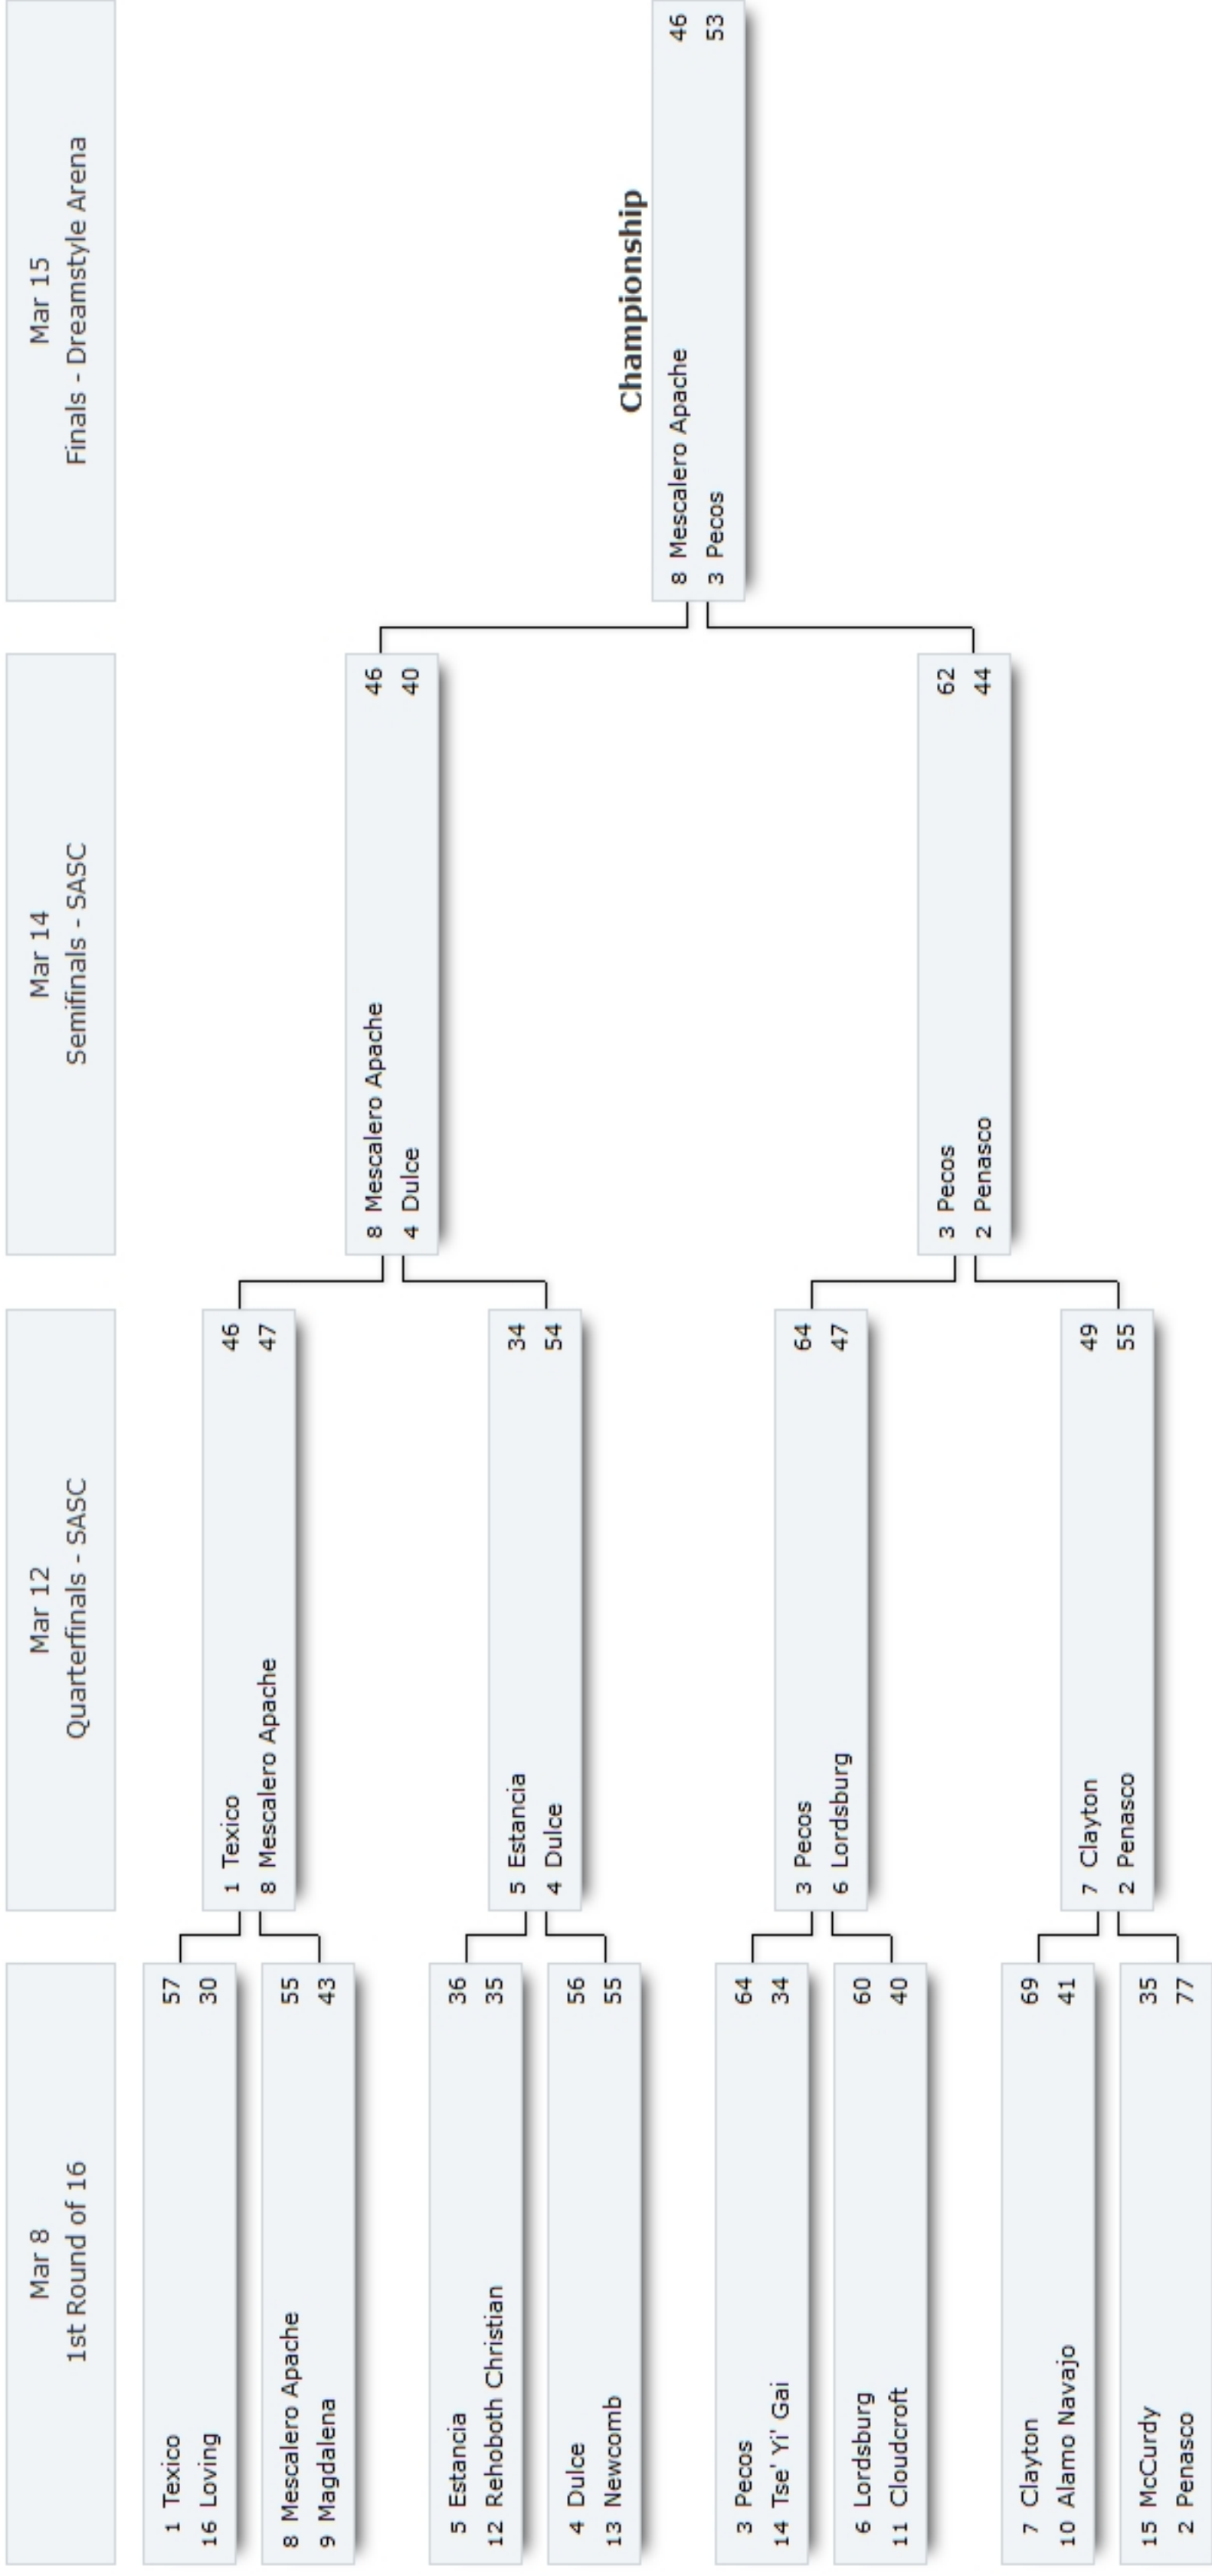 Mar 8
1st Round of 16
Mar 12
Quarterfinals - SASC
Mar 14
Semifinals - SASC
Mar 15
Finals - Dreamstyle Arena
1 Texico 57
16 Loving 30
8 Mescalero Apache 55
9 Magdalena 43
5 Estancia 36
12 Rehoboth Christian 35
4 Dulce 56
13 Newcomb 55
3 Pecos 64
14 Tse' Yi' Gai 34
6 Lordsburg 60
11 Cloudcroft 40
7 Clayton 69
10 Alamo Navajo 41
15 McCurdy 35
2 Penasco 77
1 Texico 46
8 Mescalero Apache 47
5 Estancia 34
4 Dulce 54
3 Pecos 64
6 Lordsburg 47
7 Clayton 49
2 Penasco 55
8 Mescalero Apache 46
4 Dulce 40
3 Pecos 62
2 Penasco 44
Championship
8 Mescalero Apache 46
3 Pecos 53